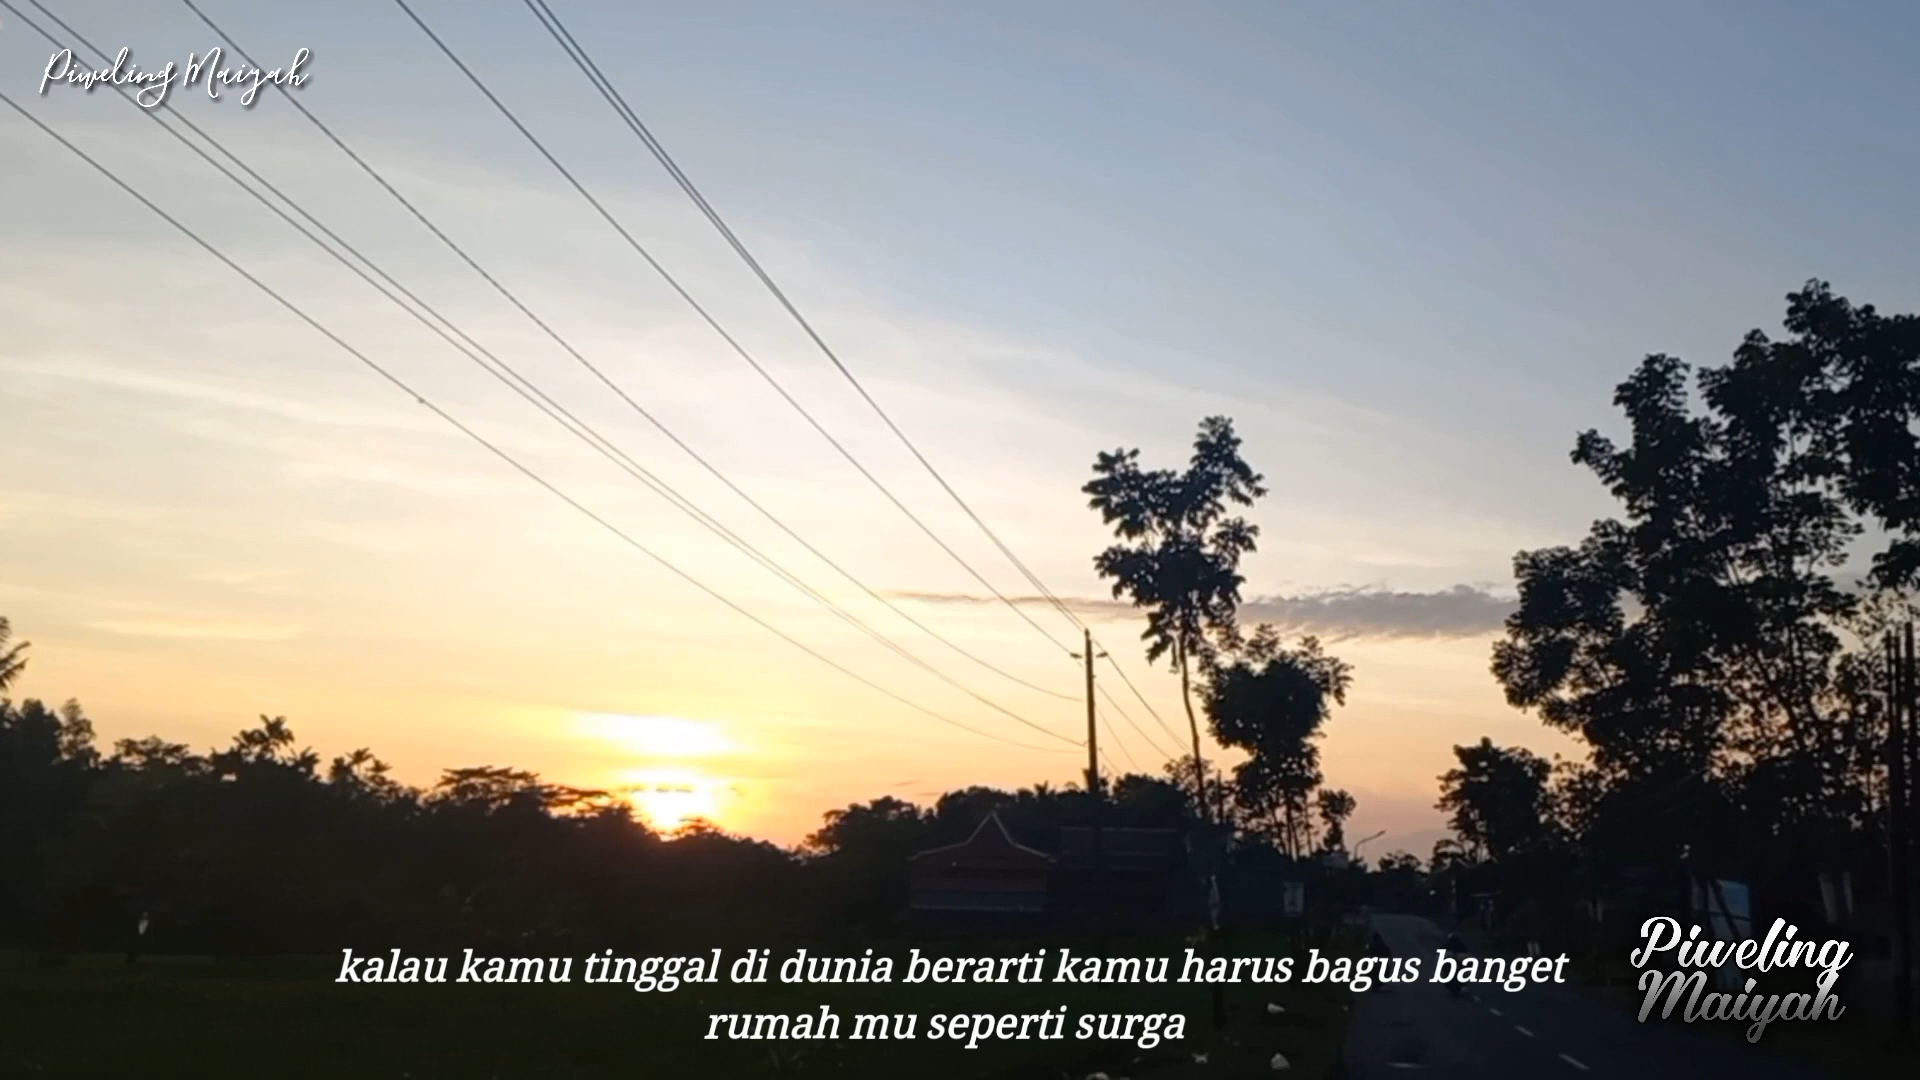 Piweling Maiyah
kalau kamu tinggal di dunia berarti kamu harus bagus banget
rumah mu seperti surga
Piweling
Maiyah